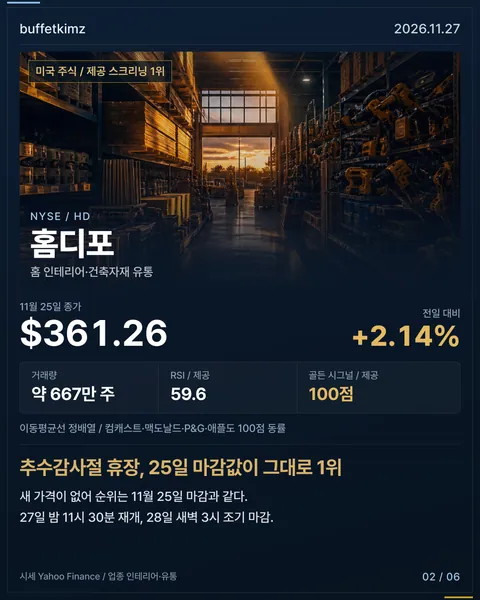 buffetkimz
2026.11.27
미국 주식 / 제공 스크리닝 1위
NYSE / HD
홈디포
홈 인테리어·건축자재 유통
11월 25일 종가
전일 대비
$361.26
+2.14%
거래량
RSI / 제공
골든 시그널 / 제공
약 667만 주
59.6
100점
이동평균선 정배열 / 컴캐스트·맥도날드·P&G·애플도 100점 동률
추수감사절 휴장, 25일 마감값이 그대로 1위
새 가격이 없어 순위는 11월 25일 마감과 같다.
27일 밤 11시 30분 재개, 28일 새벽 3시 조기 마감.
시세 Yahoo Finance / 업종 인테리어·유통
02 / 06